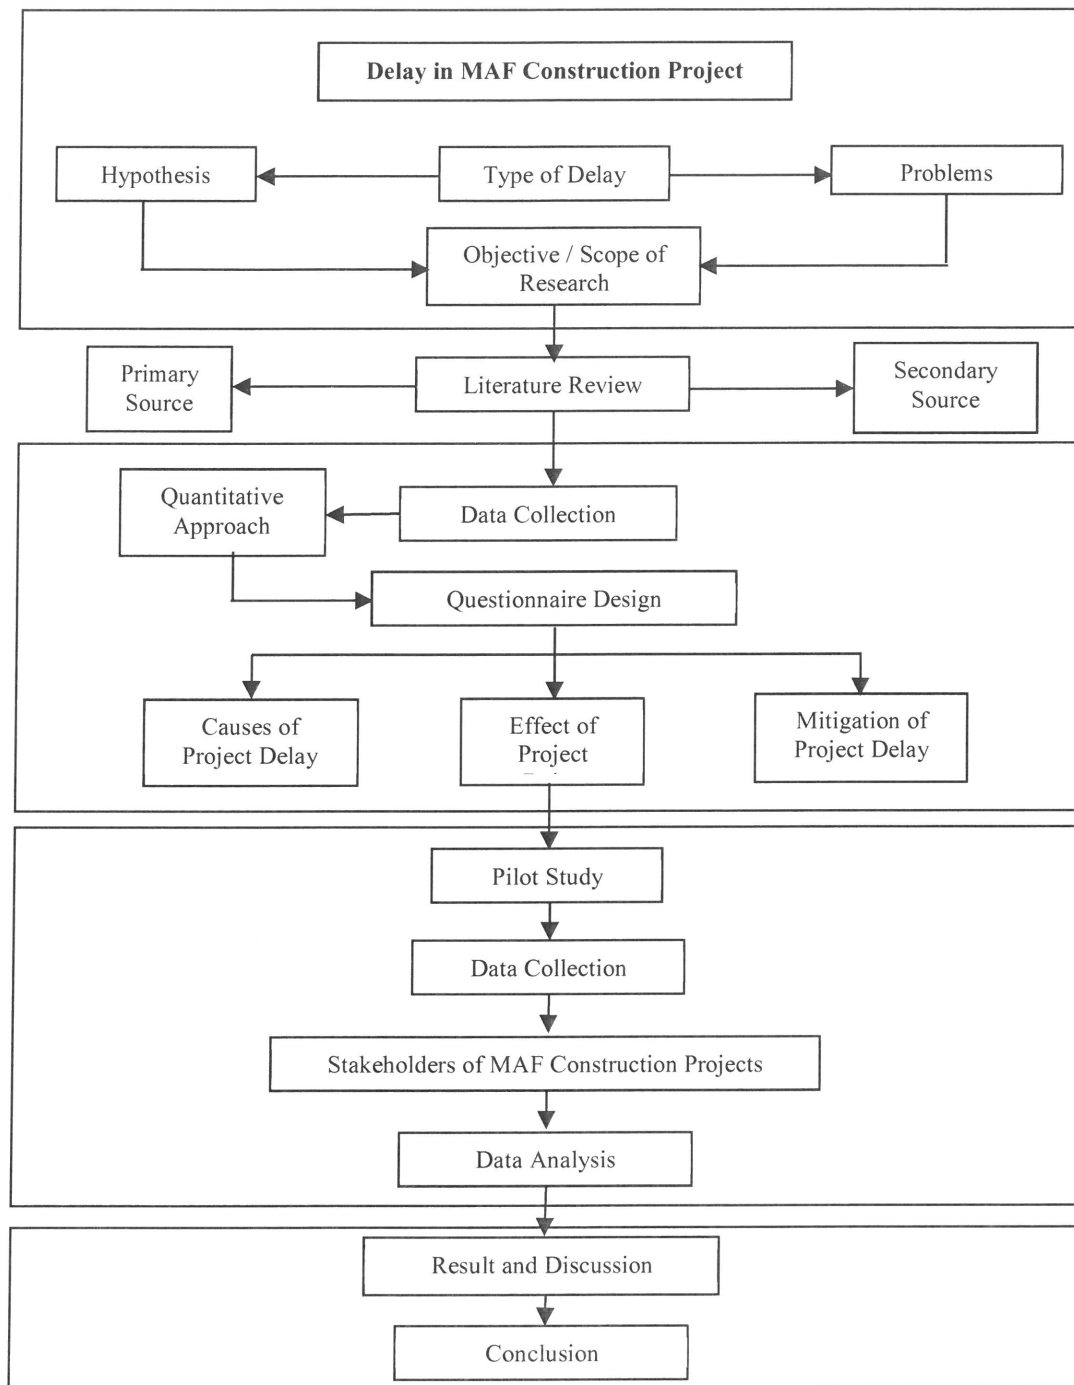 Delay in MAF Construction Project
Hypothesis
Type of Delay
Problems
Objective / Scope of
Research
Primary
Source
Literature Review
Secondary
Source
Quantitative
Approach
Data Collection
Questionnaire Design
Causes of
Project Delay
Effect of
Project
Mitigation of
Project Delay
Pilot Study
Data Collection
Stakeholders of MAF Construction Projects
Data Analysis
Result and Discussion
Conclusion